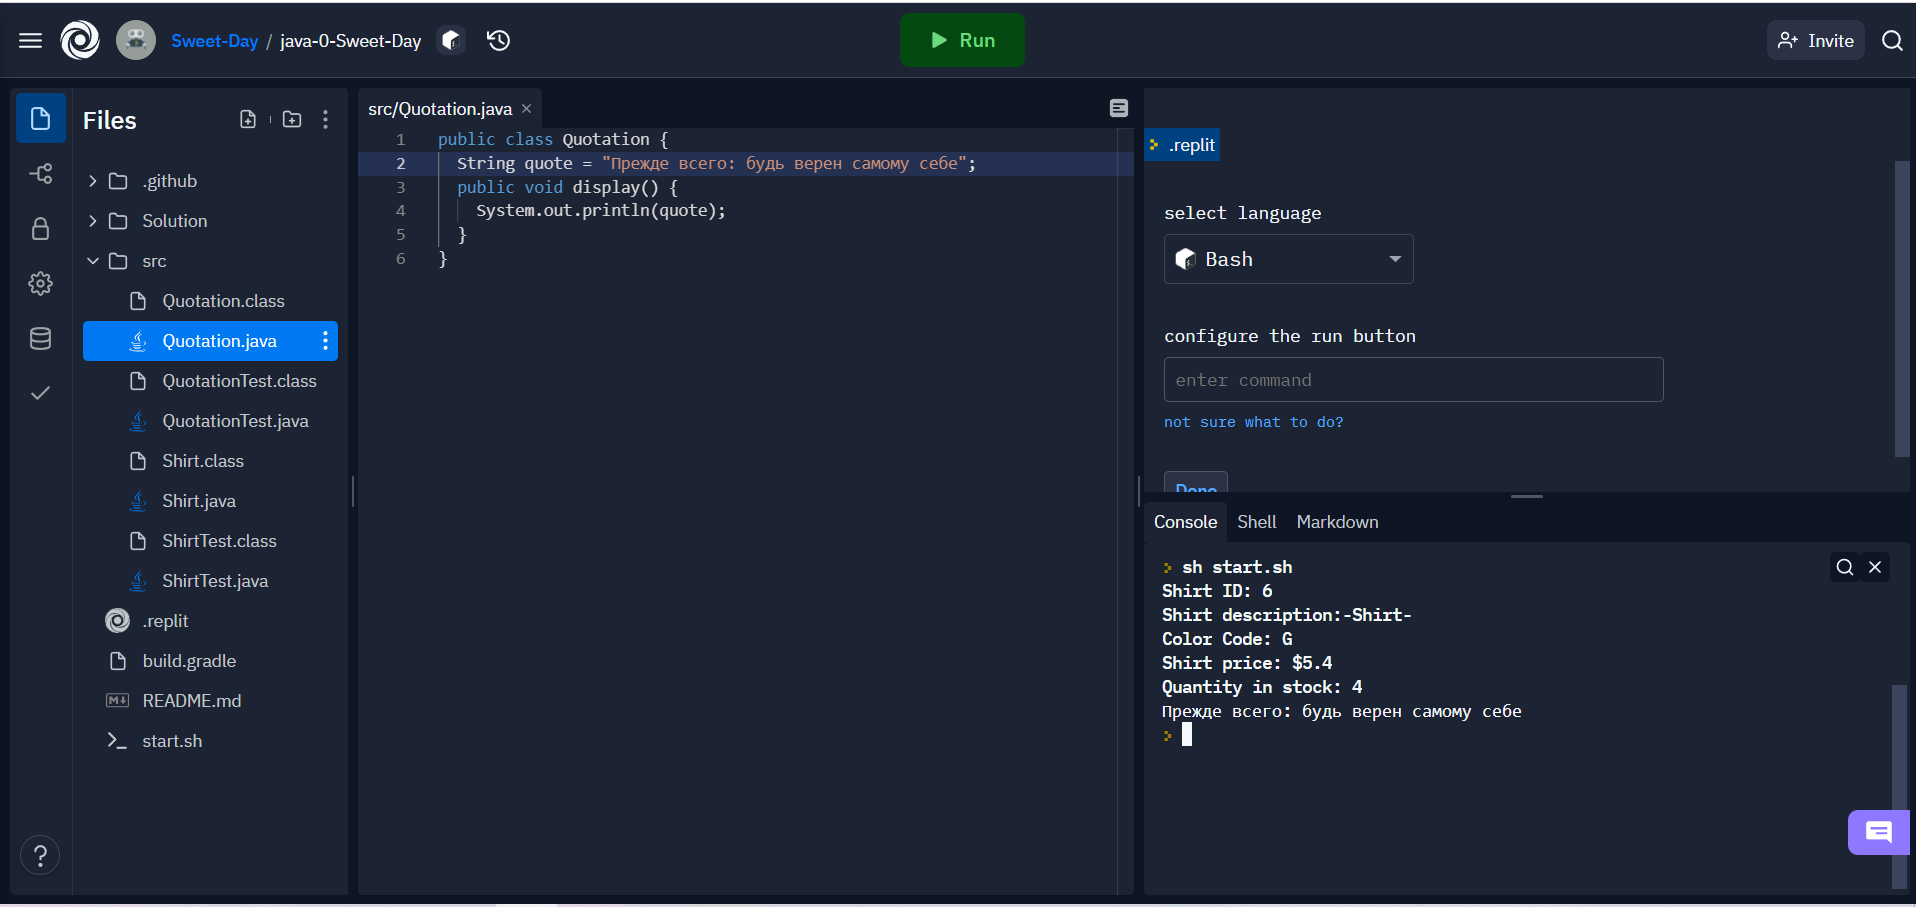 Sweet-Day / java-0-Sweet-Day
Run
Invite
Files
.github
Solution
src
Quotation.class
Quotation.java
QuotationTest.class
QuotationTest.java
Shirt.class
Shirt.java
ShirtTest.class
ShirtTest.java
.replit
build.gradle
README.md
start.sh
?
src/Quotation.java
1 public class Quotation {
2 String quote = "Прежде всего: будь верен самому себе";
3 public void display() {
4 System.out.println(quote);
5 }
6 }
.replit
select language
Bash
configure the run button
enter command
not sure what to do?
Done
Console Shell Markdown
sh start.sh
Shirt ID: 6
Shirt description:-Shirt-
Color Code: G
Shirt price: $5.4
Quantity in stock: 4
Прежде всего: будь верен самому себе